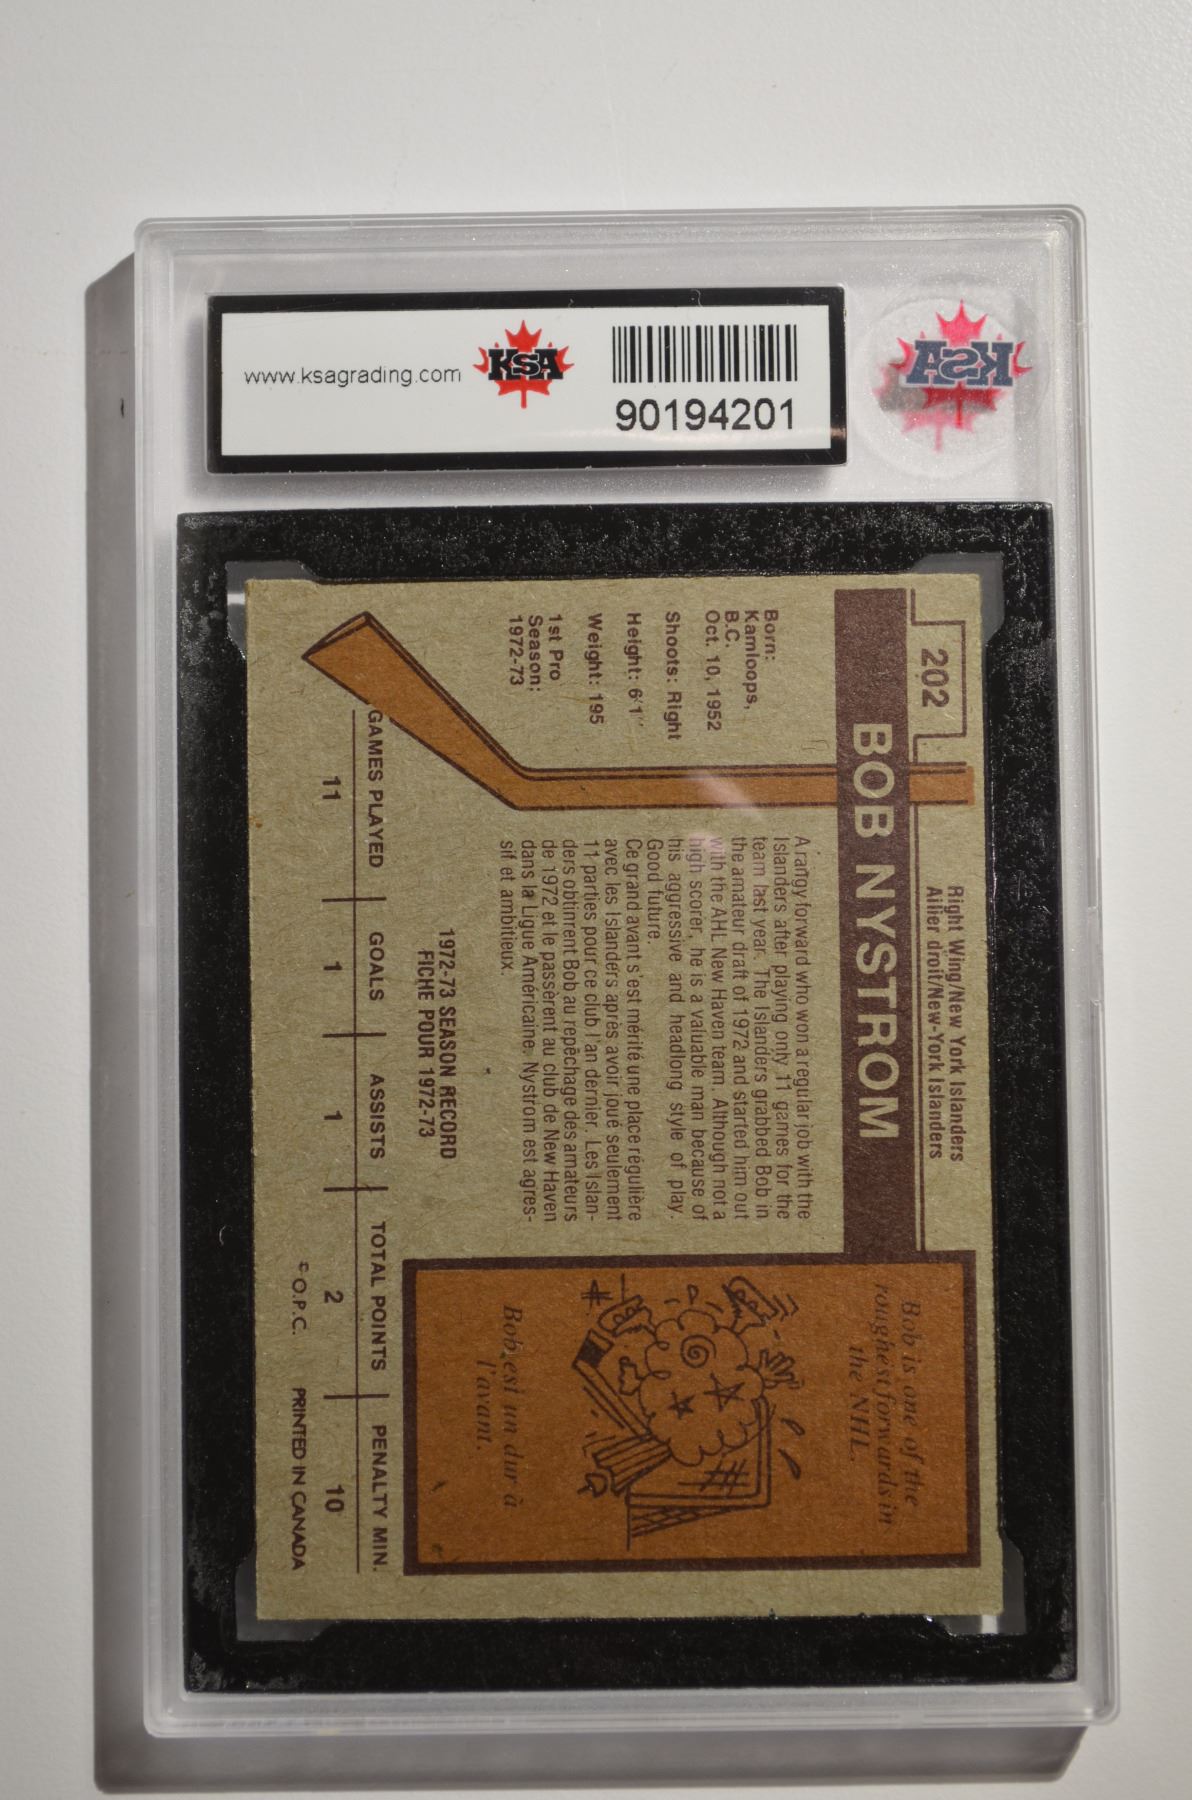 www.ksagrading.com
KSA
90194201
KSA
202
Right Wing/New York Islanders
Ailier droit/New-York Islanders
BOB NYSTROM
Born:
Kamloops,
B.C.
Oct. 10, 1952
Shoots: Right
Height: 6'1"
Weight: 195
1st Pro
Season:
1972-73
A rangy forward who won a regular job with the
Islanders after playing only 11 games for the
team last year. The Islanders grabbed Bob in
the amateur draft of 1972 and started him out
with the AHL New Haven team. Although not a
high scorer, he is a valuable man because of
his aggressive and headlong style of play.
Good future.
Ce grand avant s'est mérité une place régulière
avec les Islanders après avoir joué seulement
11 parties pour ce club l'an dernier. Les Islan-
ders obtinrent Bob au repêchage des amateurs
de 1972 et le passèrent au club de New Haven
dans la Ligue Américaine. Nystrom est agres-
sif et ambitieux.
Bob is one of the
roughest forwards in
the NHL.
Bob est un dur à
l'avant.
1972-73 SEASON RECORD
FICHE POUR 1972-73
GAMES PLAYED GOALS ASSISTS TOTAL POINTS PENALTY MIN.
11 1 1 2 10
© O.P.C. PRINTED IN CANADA